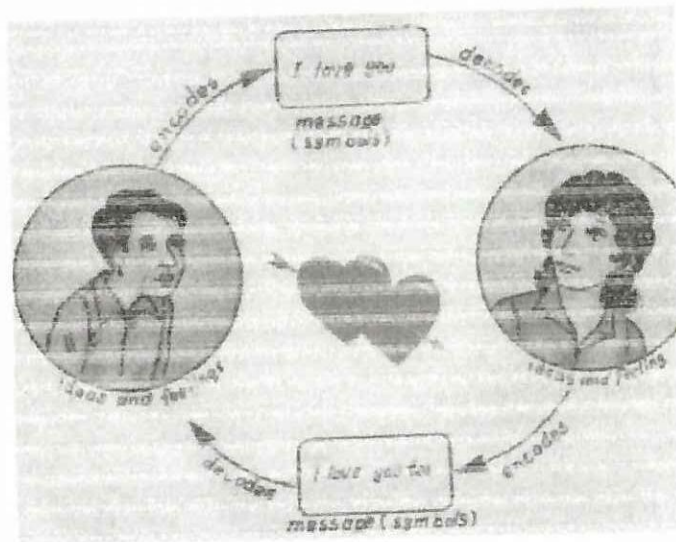 I love you
decodes
encodes
message
(symbols)
ideas and feelings
ideas and feeling
I love you too
encodes
decodes
message (symbols)